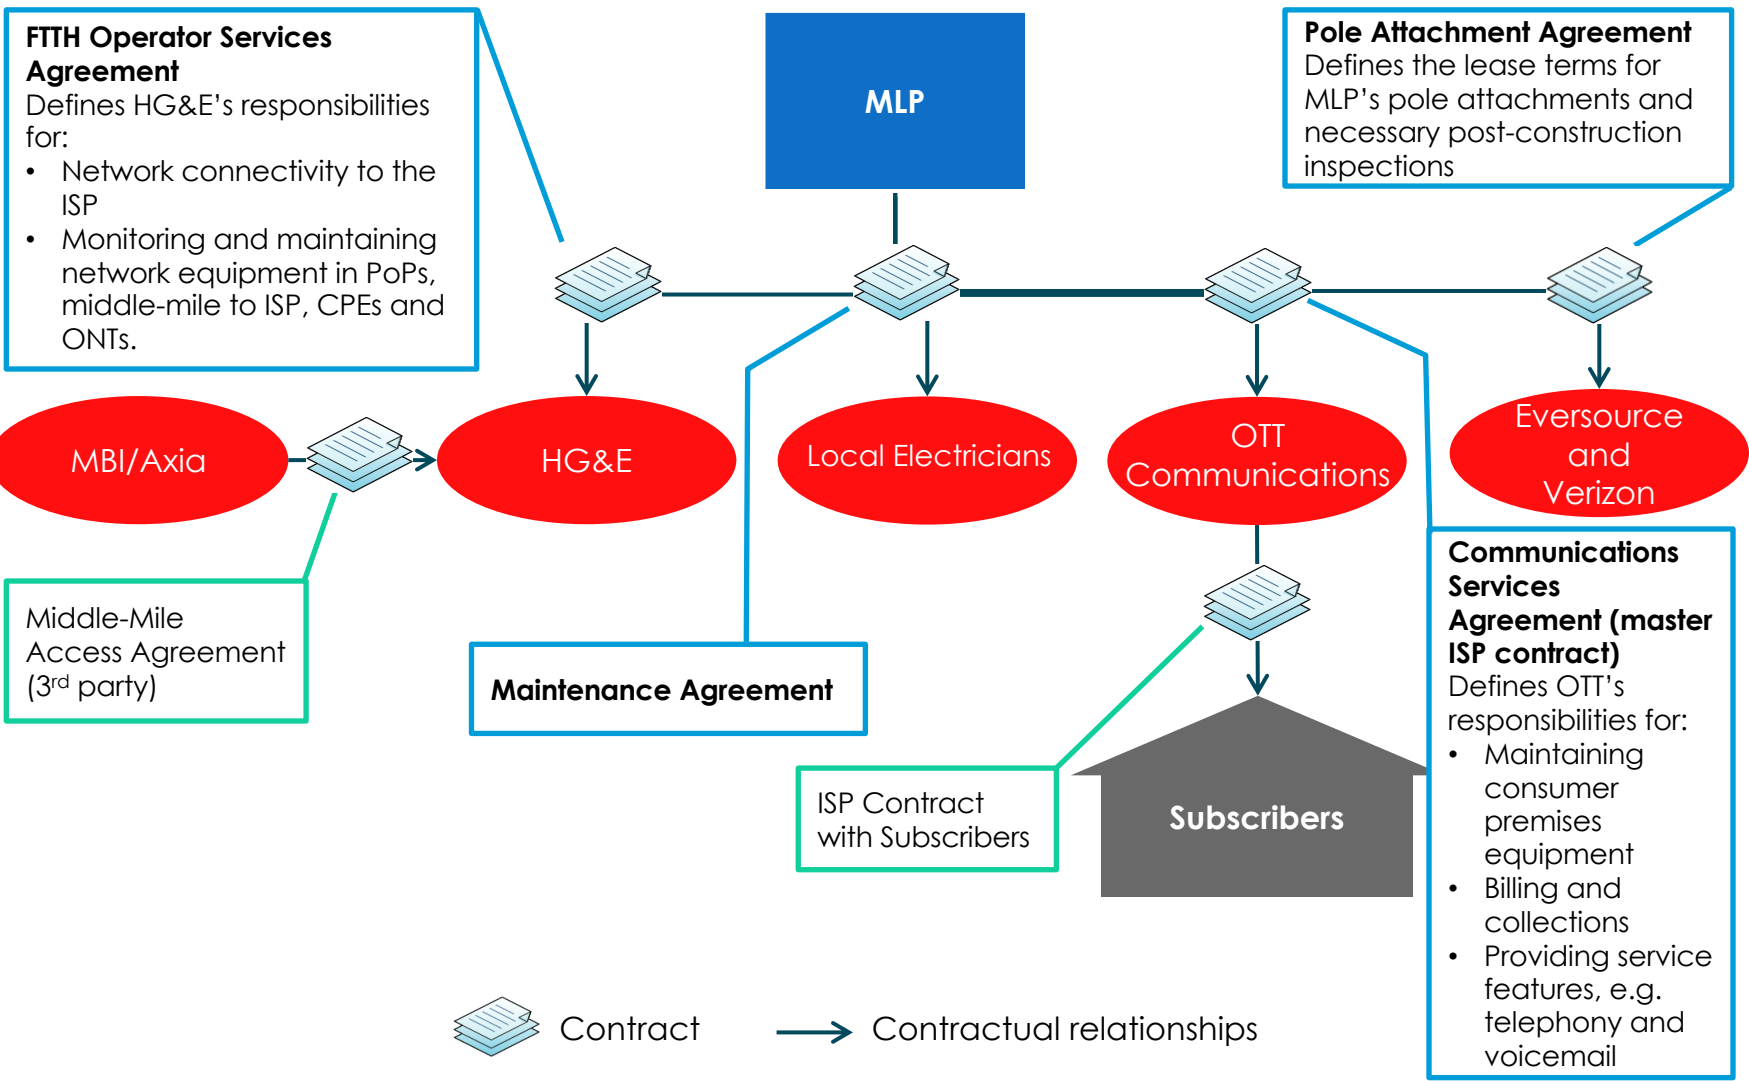 FTTH Operator Services
Agreement
Defines HG&E’s responsibilities
for:
• Network connectivity to the
ISP
• Monitoring and maintaining
network equipment in PoPs,
middle-mile to ISP, CPEs and
ONTs.
MLP
Pole Attachment Agreement
Defines the lease terms for
MLP’s pole attachments and
necessary post-construction
inspections
MBI/Axia
HG&E
Local Electricians
OTT
Communications
Eversource
and
Verizon
Middle-Mile
Access Agreement
(3rd party)
Maintenance Agreement
ISP Contract
with Subscribers
Subscribers
Communications
Services
Agreement (master
ISP contract)
Defines OTT’s
responsibilities for:
• Maintaining
consumer
premises
equipment
• Billing and
collections
• Providing service
features, e.g.
telephony and
voicemail
Contract
Contractual relationships